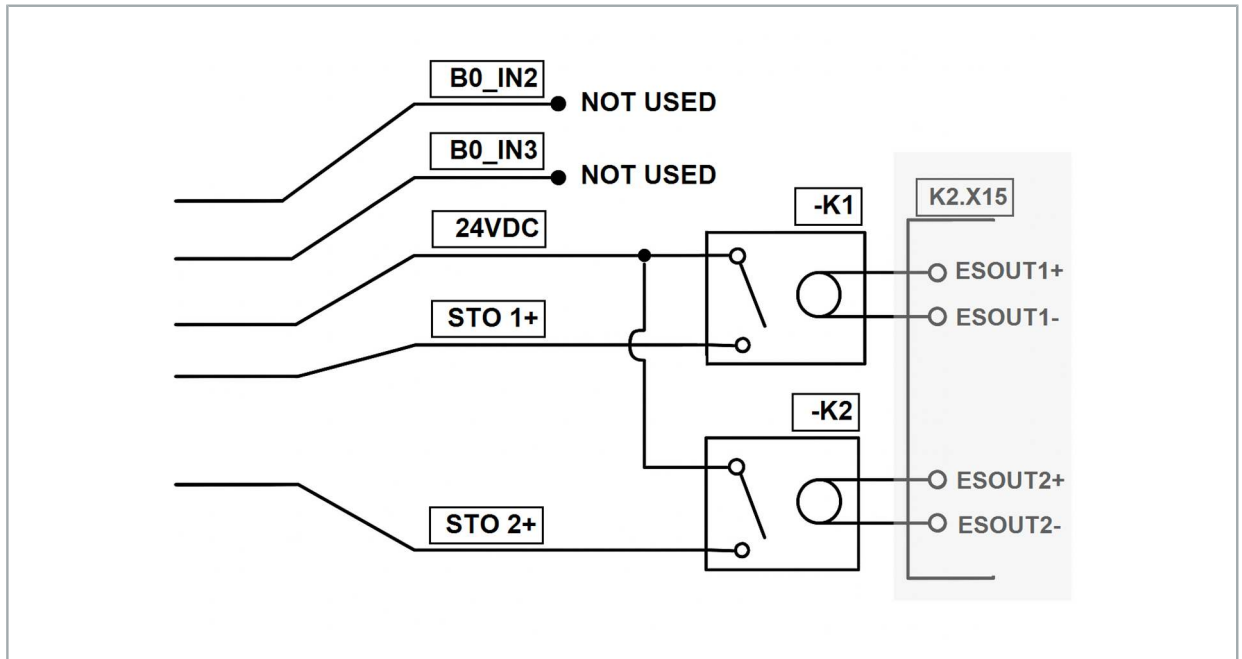 B0_IN2
NOT USED
B0_IN3
NOT USED
-K1
K2.X15
24VDC
ESOUT1+
STO 1+
ESOUT1-
-K2
ESOUT2+
STO 2+
ESOUT2-